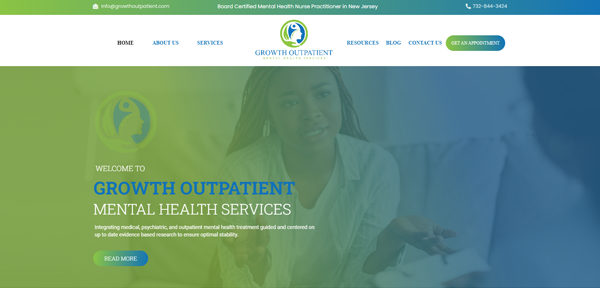 info@growthoutpatient.com
Board Certified Mental Health Nurse Practitioner in New Jersey
732-844-3424
HOME
ABOUT US
SERVICES
GROWTH OUTPATIENT
MENTAL HEALTH SERVICES
RESOURCES
BLOG
CONTACT US
GET AN APPOINTMENT
WELCOME TO
GROWTH OUTPATIENT
MENTAL HEALTH SERVICES
Integrating medical, psychiatric, and outpatient mental health treatment guided and centered on
up to date evidence based research to ensure optimal stability.
READ MORE